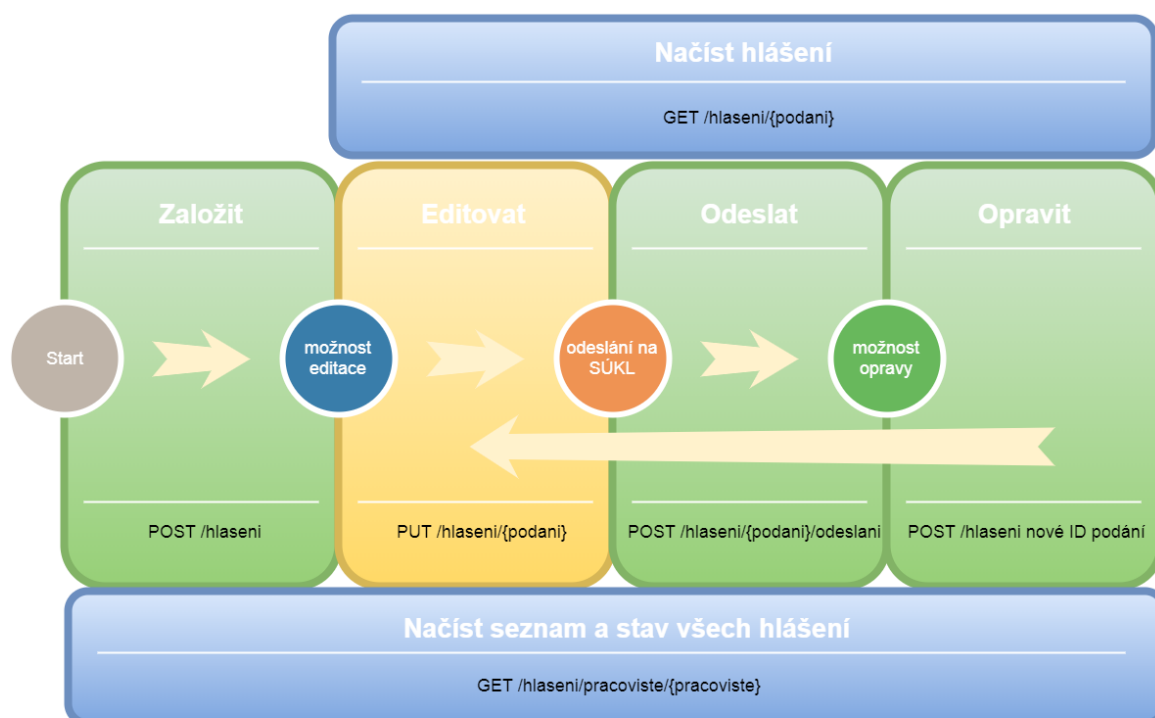 Načíst hlášení
GET /hlaseni/{podani}
Založit
Editovat
Odeslat
Opravit
Start
možnost
editace
odeslání na
SÚKL
možnost
opravy
POST /hlaseni
PUT /hlaseni/{podani}
POST /hlaseni/{podani}/odeslani
POST /hlaseni nové ID podání
Načíst seznam a stav všech hlášení
GET /hlaseni/pracoviste/{pracoviste}